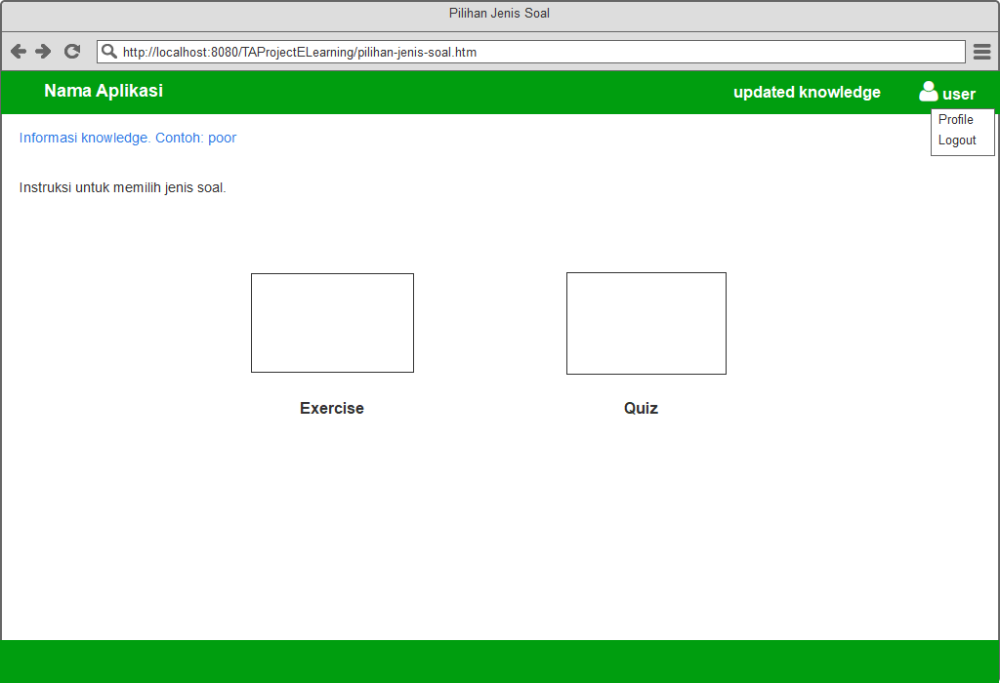 Pilihan Jenis Soal
http://localhost:8080/TAProjectELearning/pilihan-jenis-soal.htm
Nama Aplikasi
updated knowledge
user
Profile
Logout
Informasi knowledge. Contoh: poor
Instruksi untuk memilih jenis soal.
Exercise
Quiz